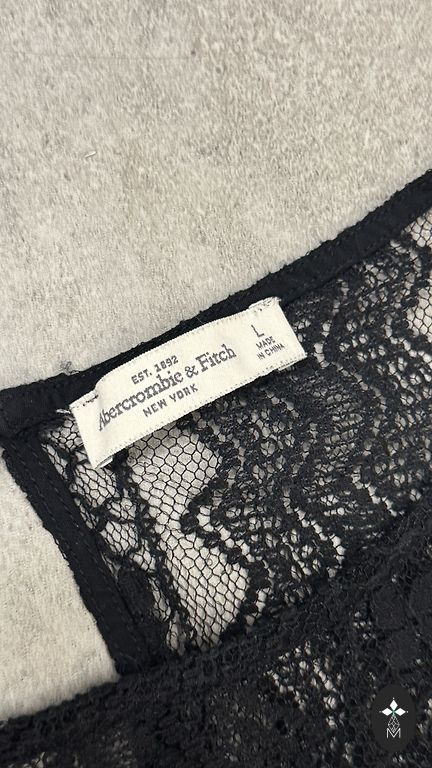 EST. 1892
Abercrombie & Fitch
NEW YORK
L
MADE
IN CHINA